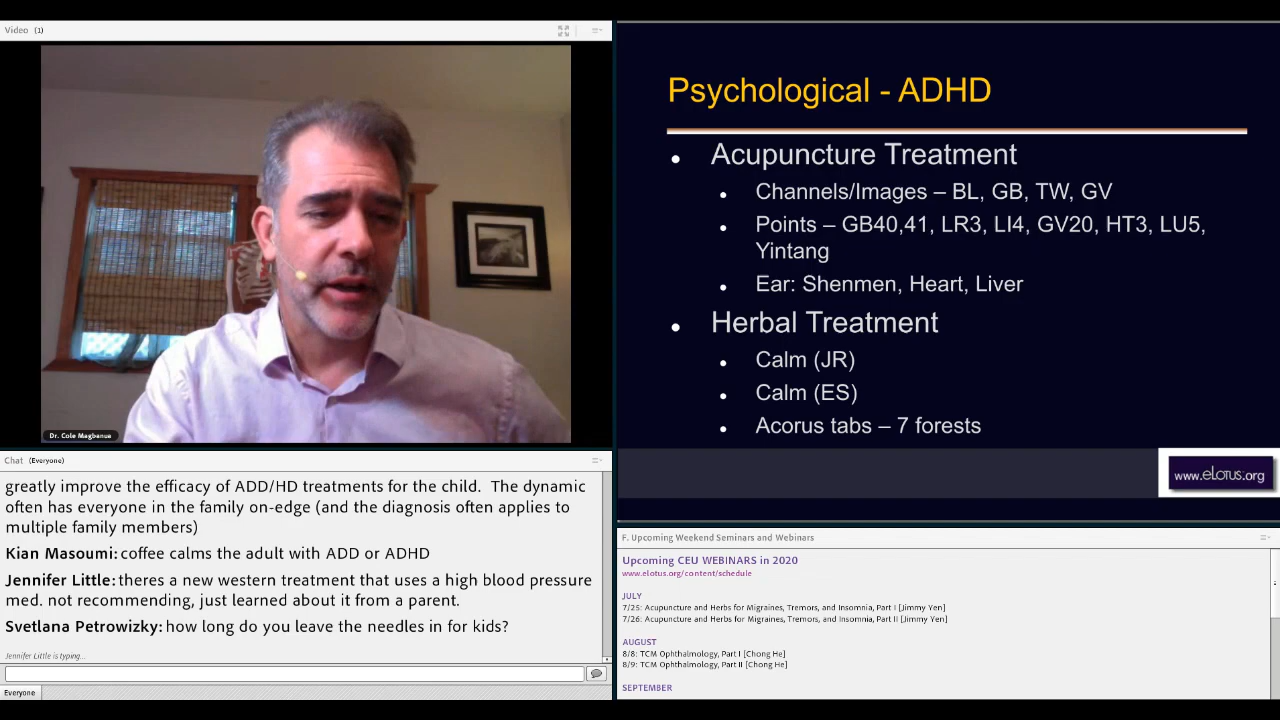 Video (1)
Dr. Cole Magbanua
Psychological - ADHD
Acupuncture Treatment
Channels/Images – BL, GB, TW, GV
Points – GB40,41, LR3, LI4, GV20, HT3, LU5,
Yintang
Ear: Shenmen, Heart, Liver
Herbal Treatment
Calm (JR)
Calm (ES)
Acorus tabs – 7 forests
www.eLotus.org
Chat (Everyone)
greatly improve the efficacy of ADD/HD treatments for the child. The dynamic
often has everyone in the family on-edge (and the diagnosis often applies to
multiple family members)
Kian Masoumi: coffee calms the adult with ADD or ADHD
Jennifer Little: theres a new western treatment that uses a high blood pressure
med. not recommending, just learned about it from a parent.
Svetlana Petrowizky: how long do you leave the needles in for kids?
Jennifer Little is typing...
Everyone
F. Upcoming Weekend Seminars and Webinars
Upcoming CEU WEBINARS in 2020
www.elotus.org/content/schedule
JULY
7/25: Acupuncture and Herbs for Migraines, Tremors, and Insomnia, Part I [Jimmy Yen]
7/26: Acupuncture and Herbs for Migraines, Tremors, and Insomnia, Part II [Jimmy Yen]
AUGUST
8/8: TCM Ophthalmology, Part I [Chong He]
8/9: TCM Ophthalmology, Part II [Chong He]
SEPTEMBER